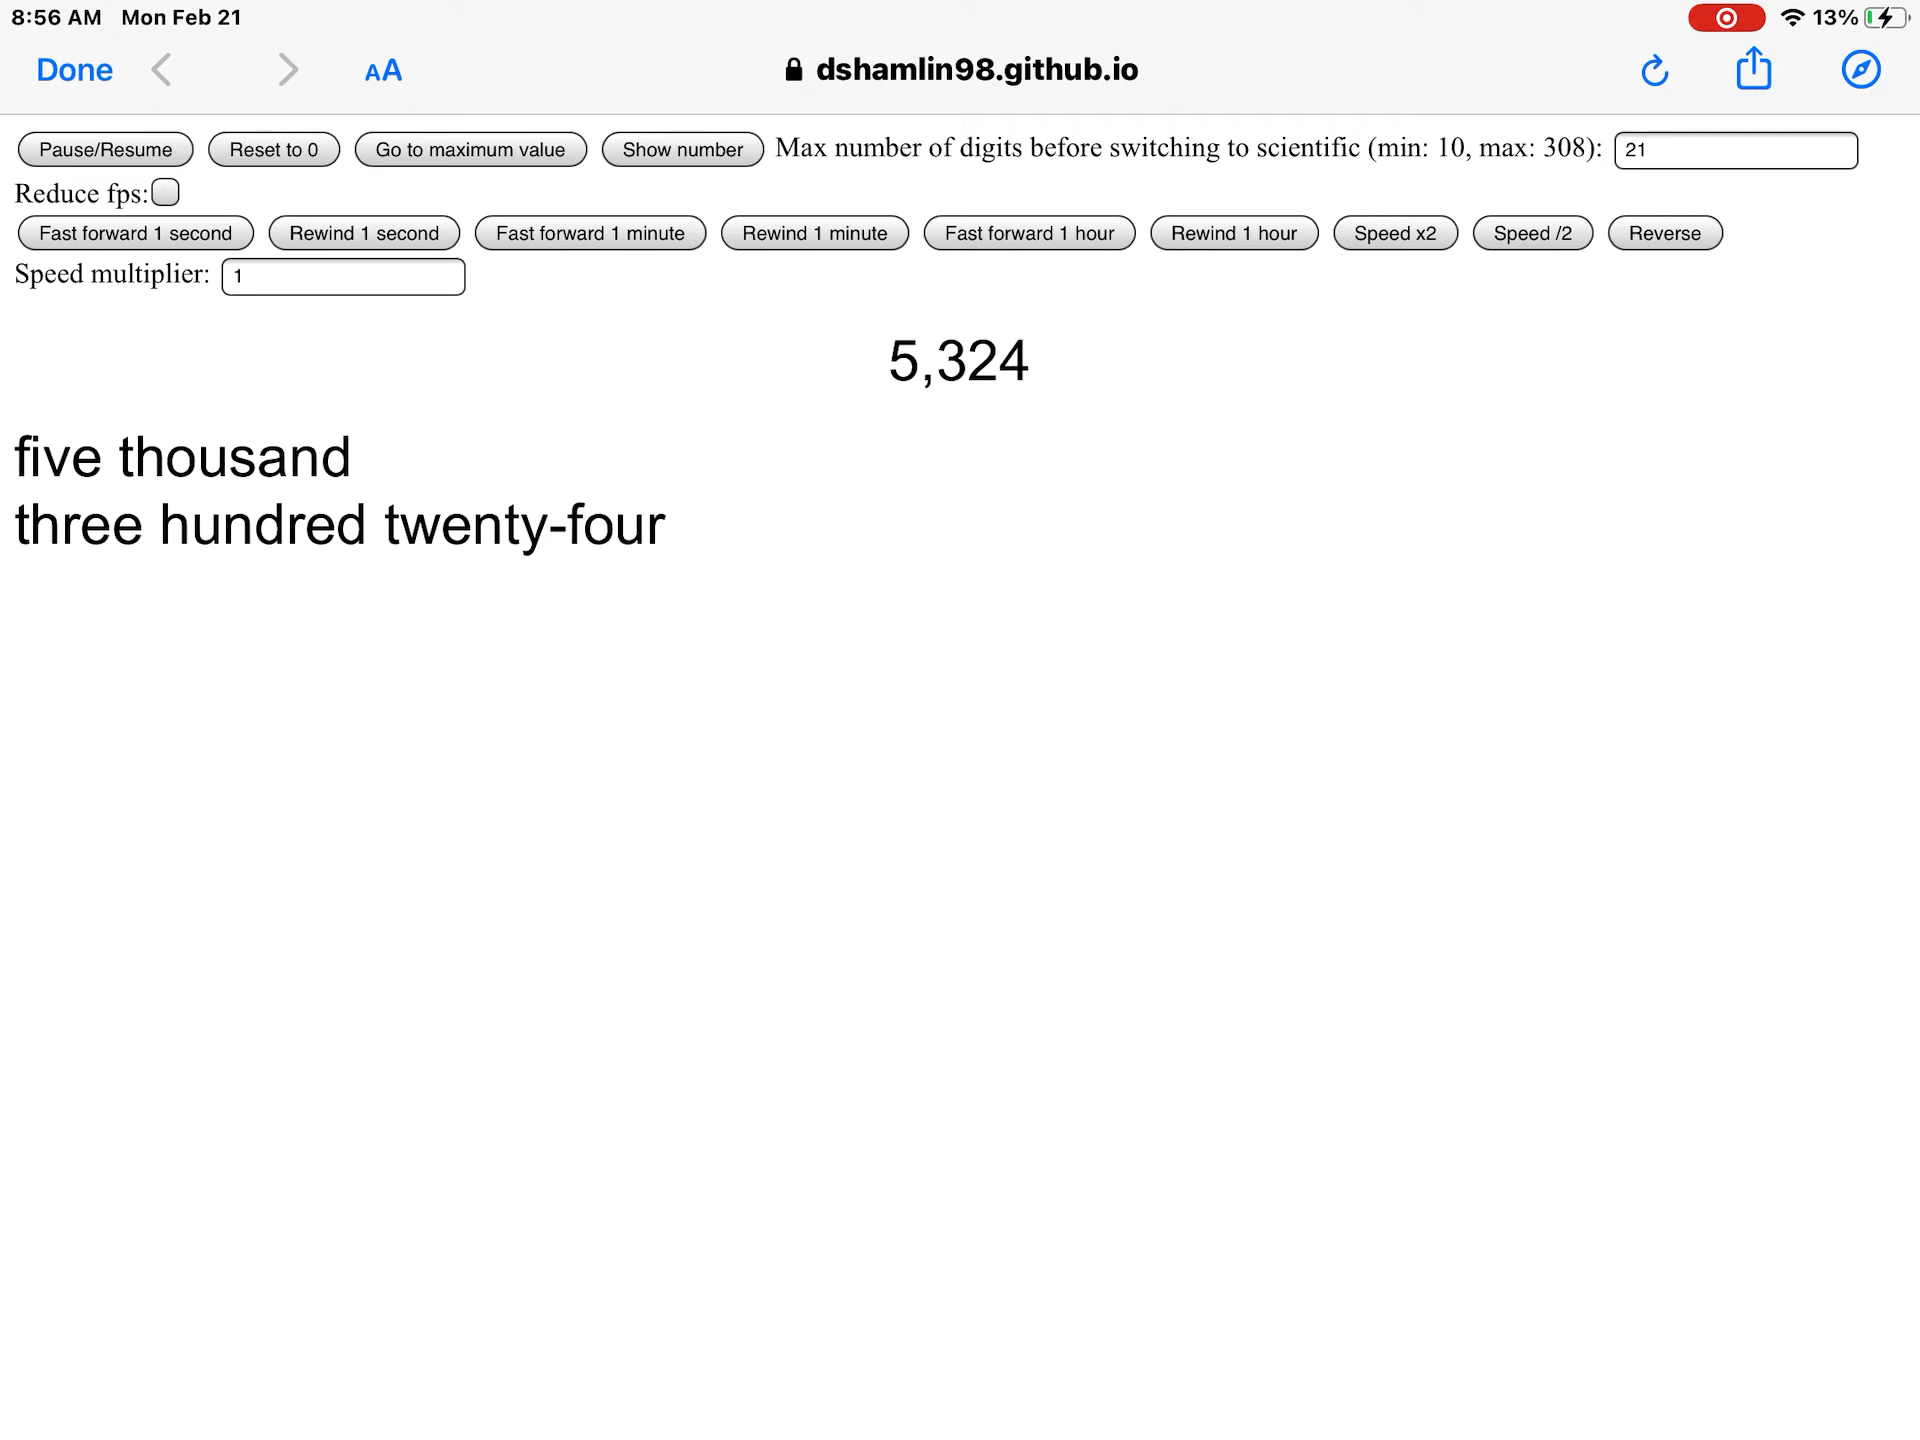 8:56 AM Mon Feb 21 13%
Done AA dshamlin98.github.io
Pause/Resume Reset to 0 Go to maximum value Show number Max number of digits before switching to scientific (min: 10, max: 308): 21
Reduce fps:
Fast forward 1 second Rewind 1 second Fast forward 1 minute Rewind 1 minute Fast forward 1 hour Rewind 1 hour Speed x2 Speed /2 Reverse
Speed multiplier: 1
5,324
five thousand
three hundred twenty-four